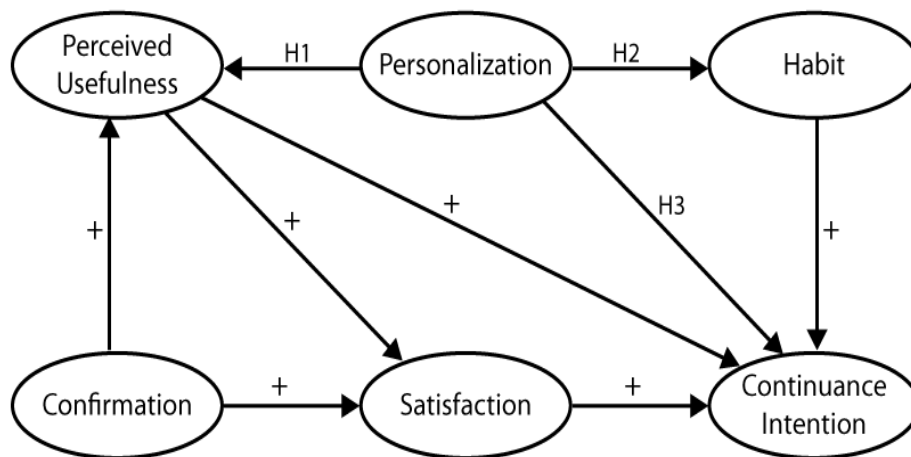 Perceived
Usefulness
H1
Personalization
H2
Habit
+
+
+
H3
+
Confirmation
+
Satisfaction
+
Continuance
Intention